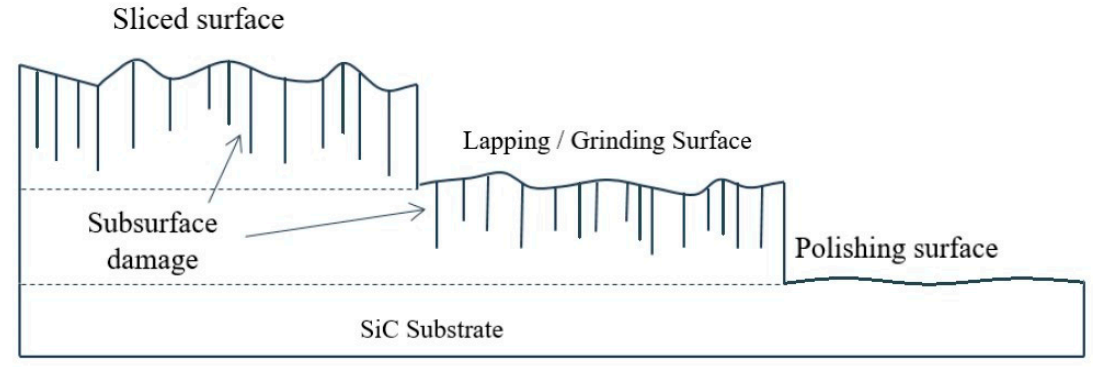 Sliced surface
Lapping / Grinding Surface
Subsurface
damage
Polishing surface
SiC Substrate